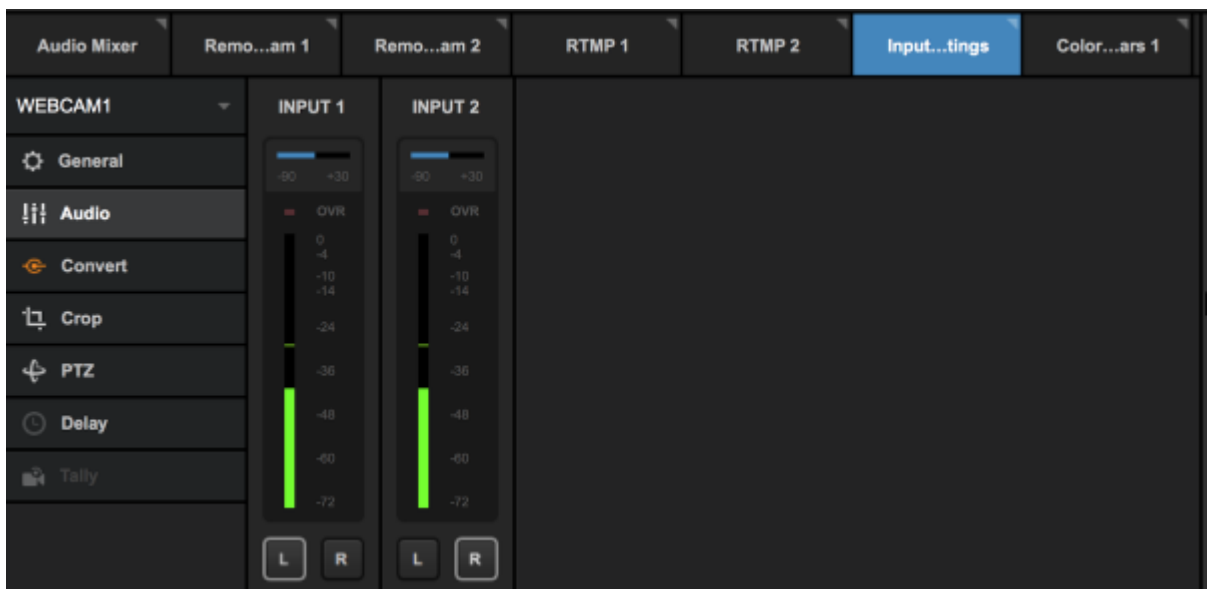 Audio Mixer Remo...am 1 Remo...am 2 RTMP 1 RTMP 2 Input...tings Color...ars 1
WEBCAM1 INPUT 1 INPUT 2
General
-90 +30 -90 +30
Audio
OVR OVR
0 0
-4 -4
Convert
-10 -10
-14 -14
Crop
-24 -24
PTZ
-36 -36
Delay
-48 -48
Tally
-60 -60
-72 -72
L R L R